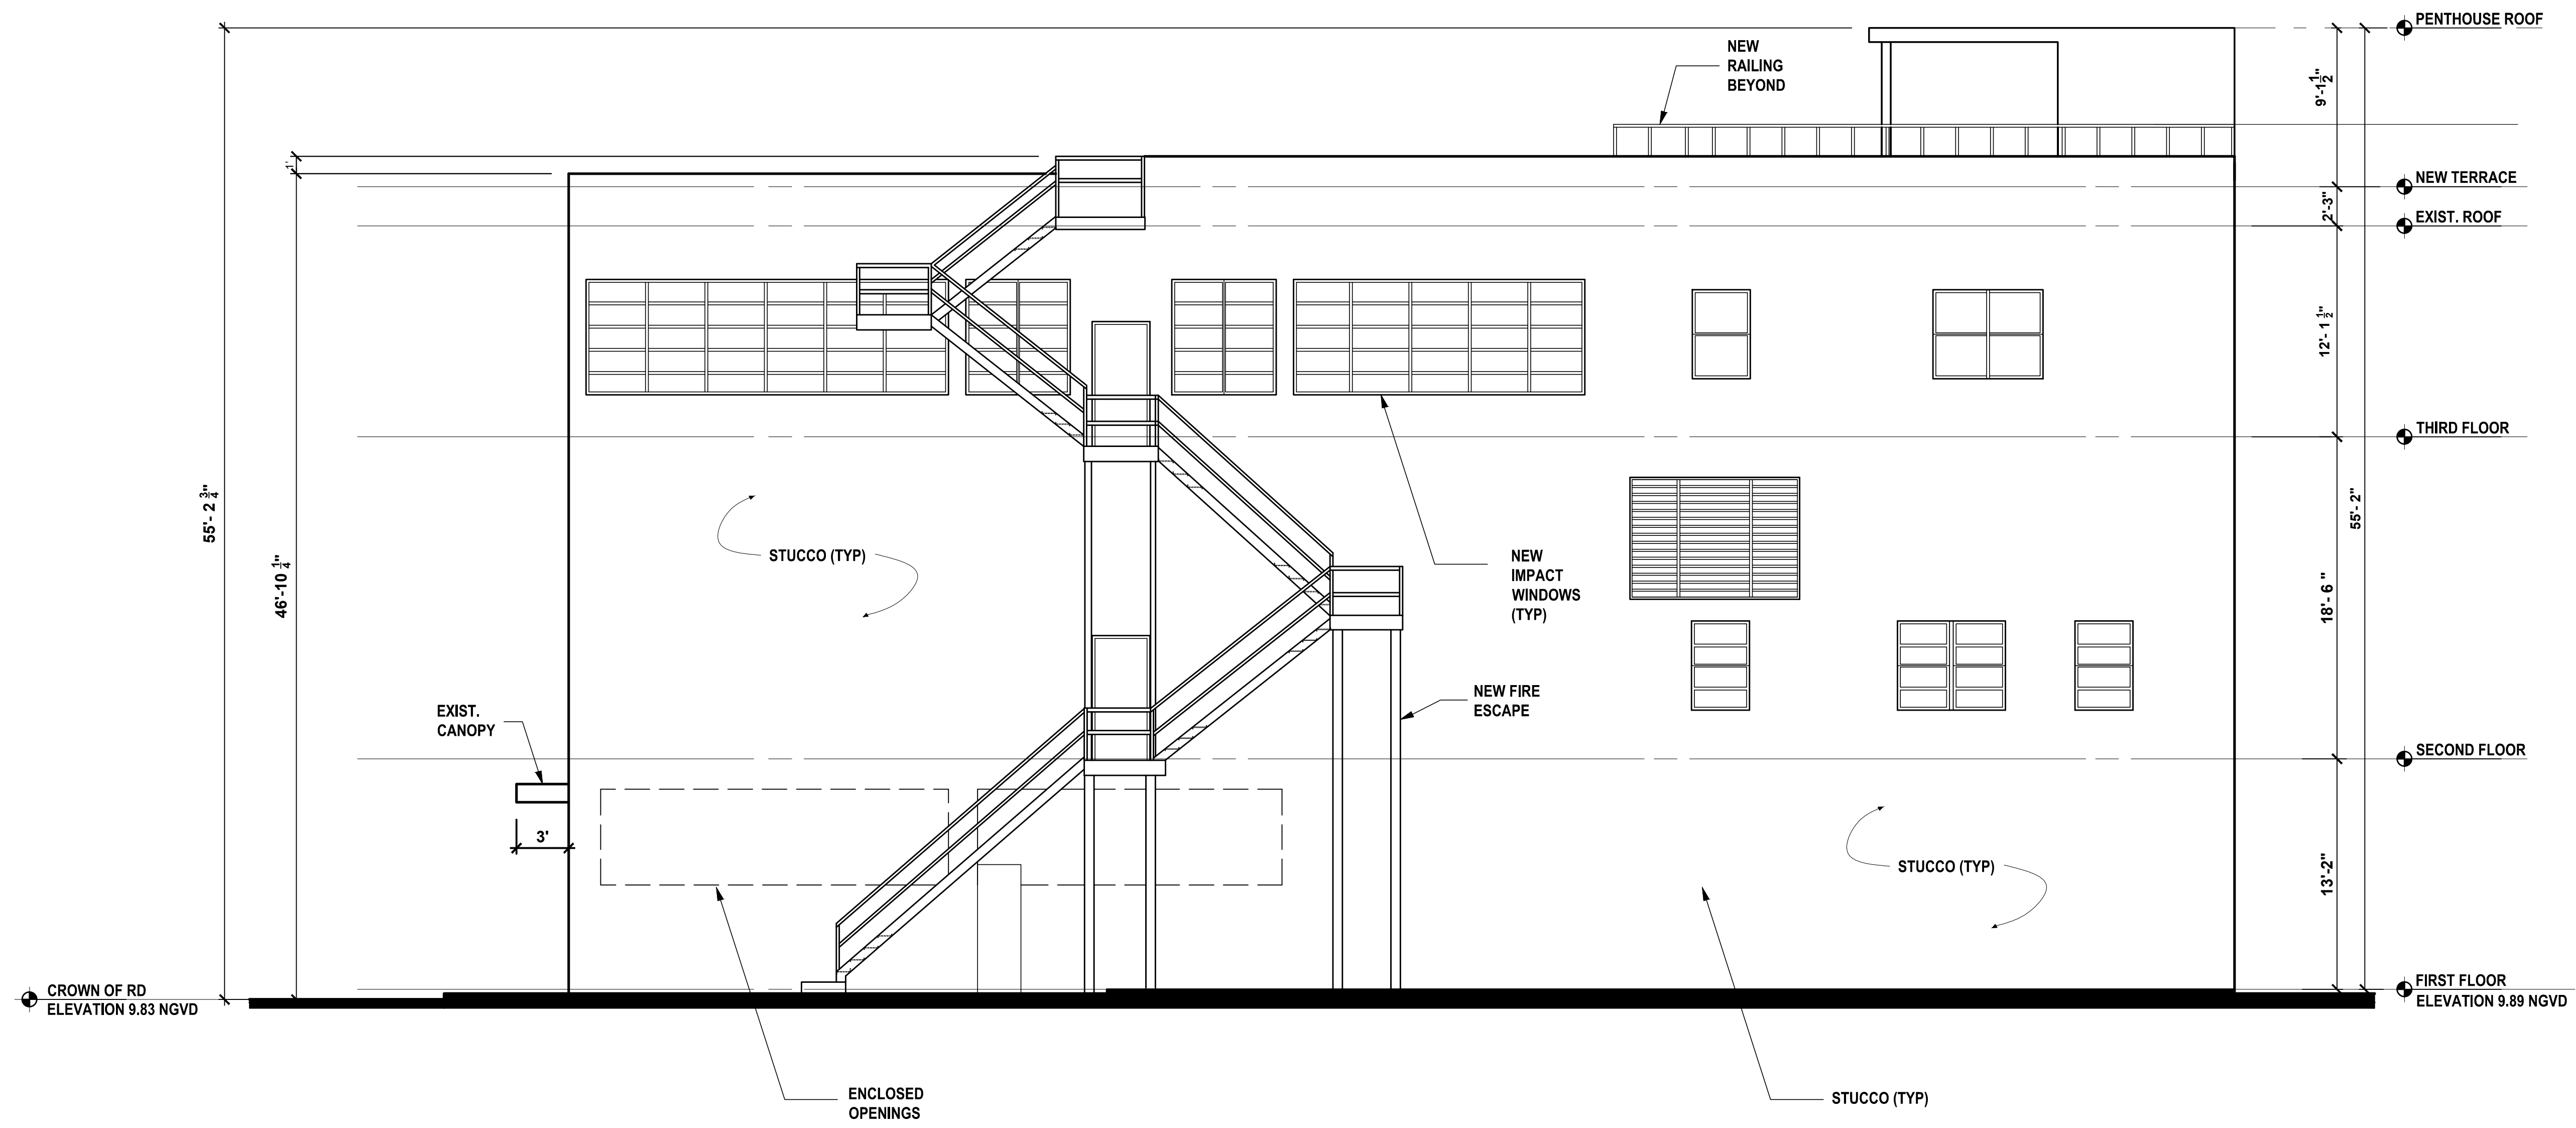 PENTHOUSE ROOF
NEW
RAILING
BEYOND
9'-1 1/2"
1'
NEW TERRACE
2'-3"
EXIST. ROOF
12'- 1 1/2"
THIRD FLOOR
55'- 2 3/4"
46'-10 1/4"
STUCCO (TYP)
NEW
IMPACT
WINDOWS
(TYP)
55'- 2"
18'- 6 "
NEW FIRE
ESCAPE
EXIST.
CANOPY
SECOND FLOOR
3'
STUCCO (TYP)
13'-2"
CROWN OF RD
ELEVATION 9.83 NGVD
FIRST FLOOR
ELEVATION 9.89 NGVD
ENCLOSED
OPENINGS
STUCCO (TYP)